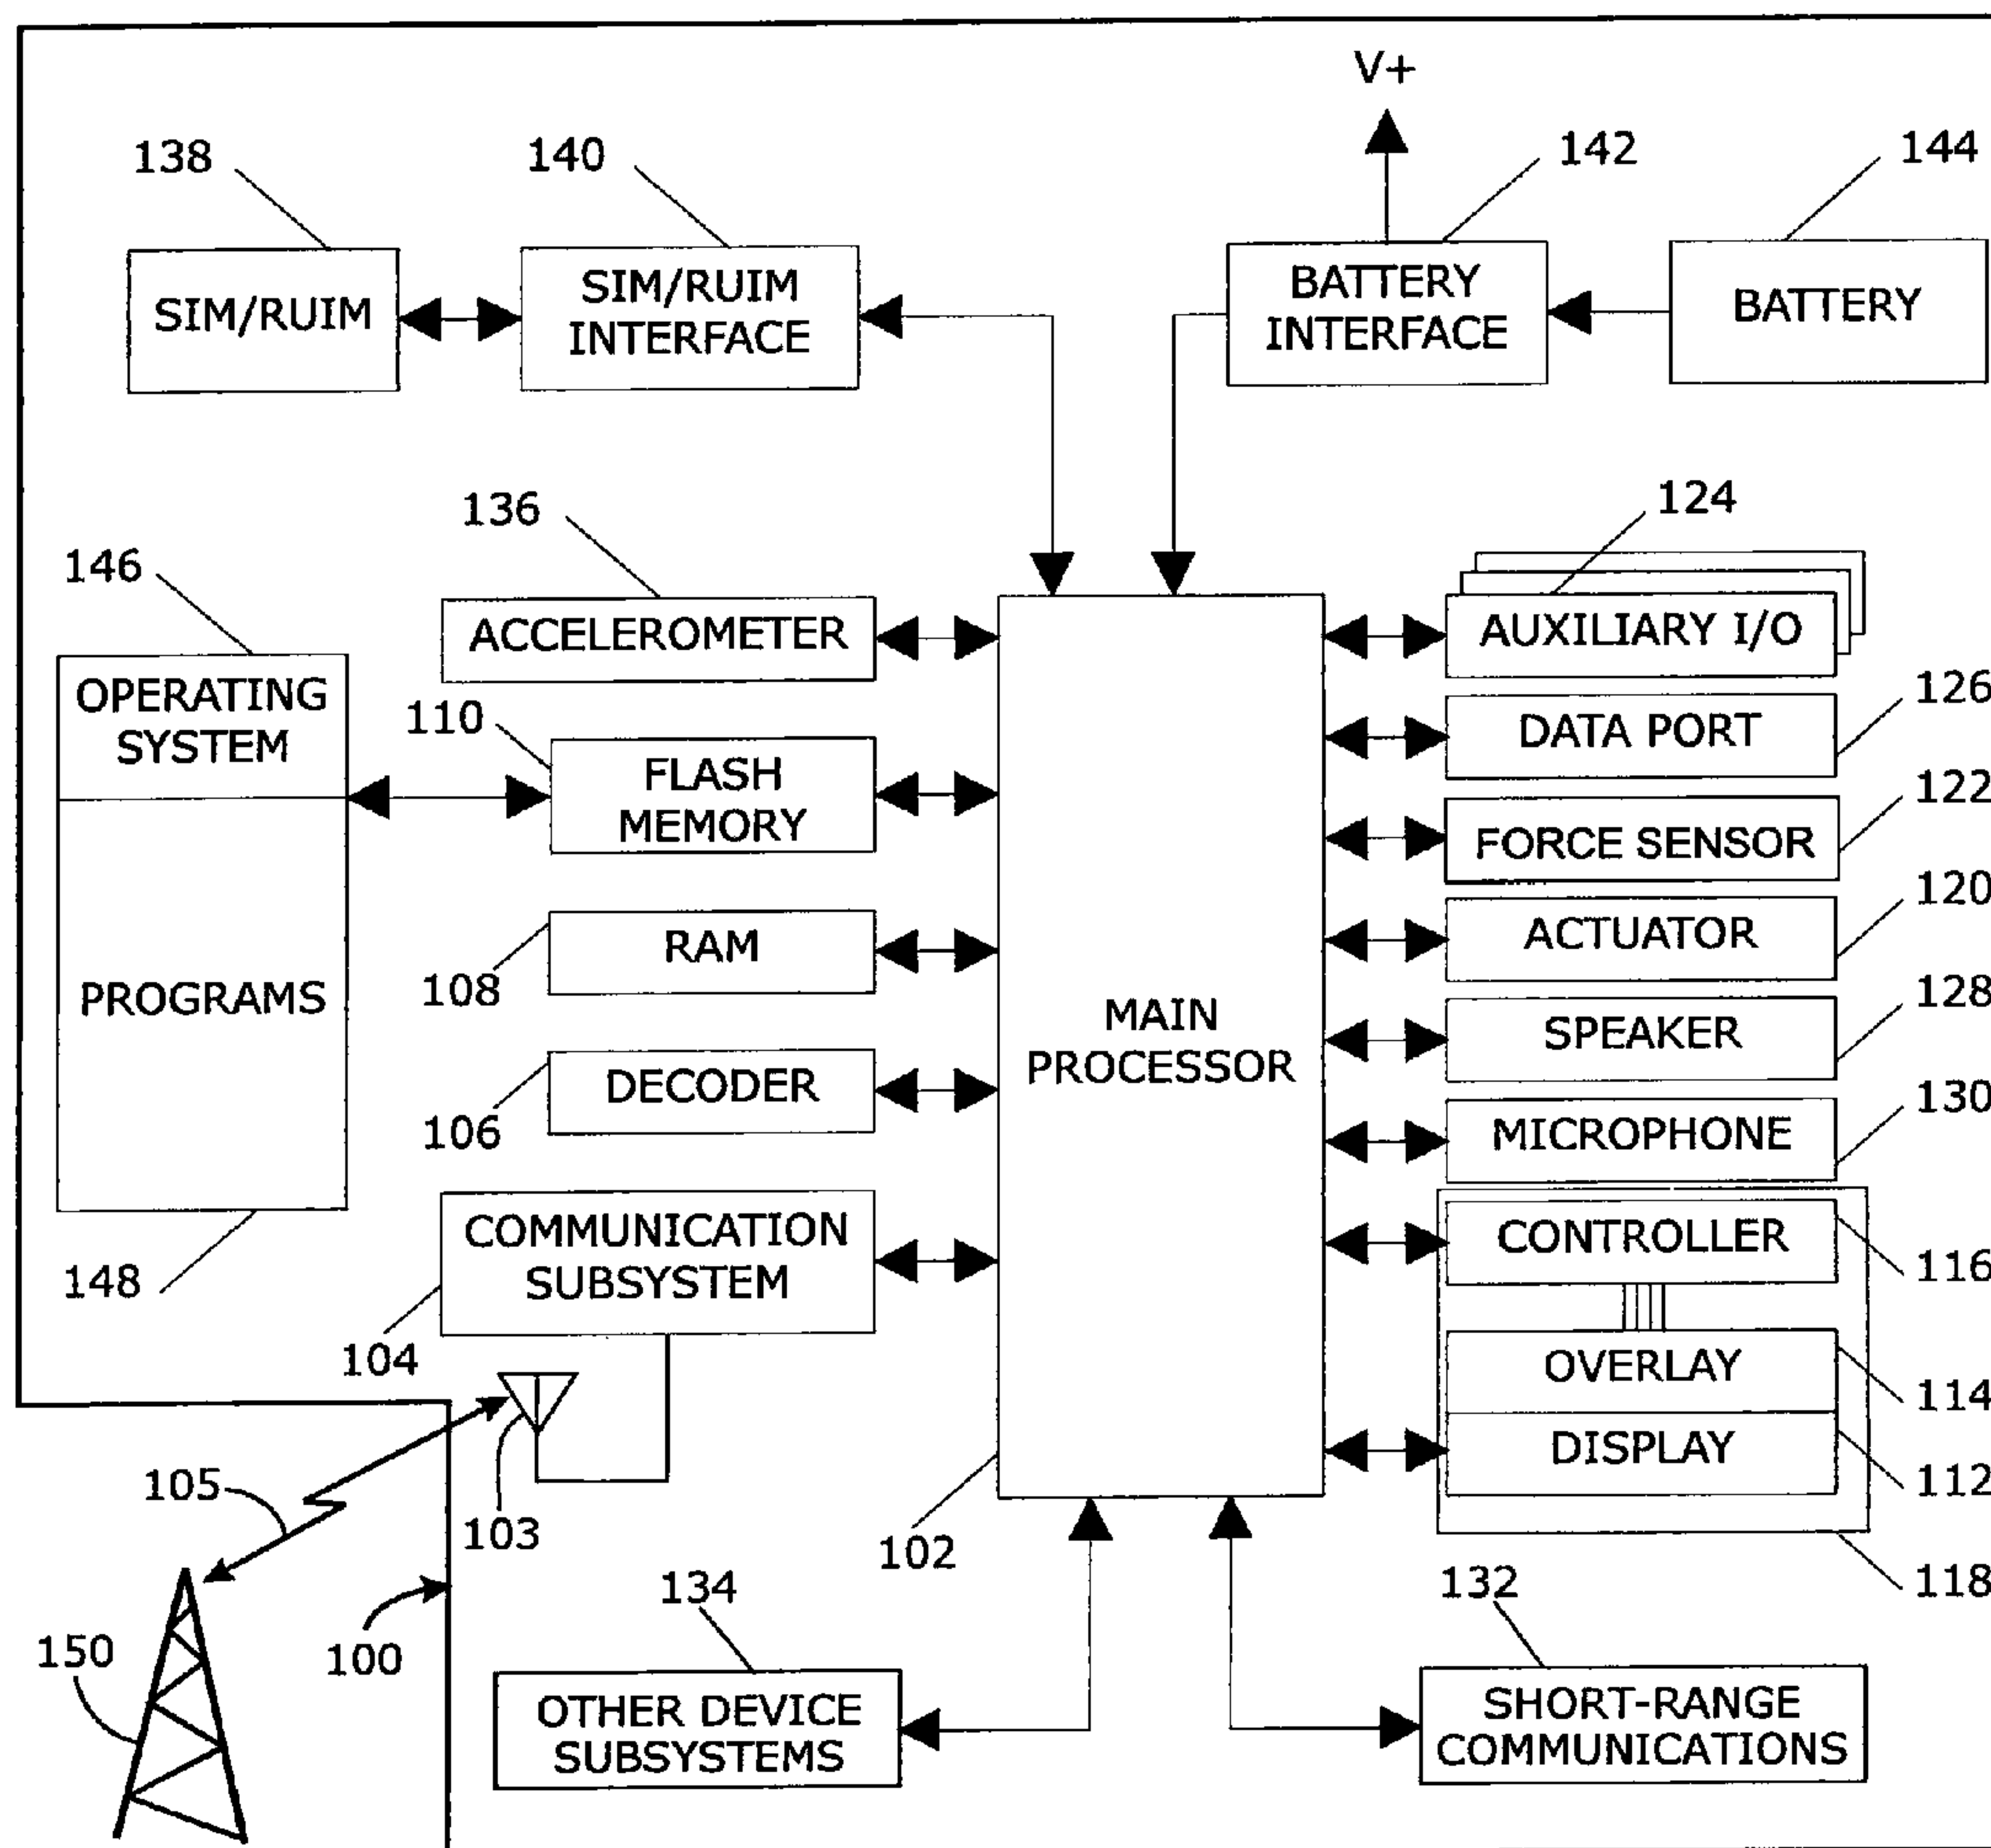 V+
138
140
142
144
SIM/RUIM
SIM/RUIM
INTERFACE
BATTERY
INTERFACE
BATTERY
136
124
146
ACCELEROMETER
AUXILIARY I/O
OPERATING
SYSTEM
110
126
FLASH
MEMORY
DATA PORT
122
FORCE SENSOR
PROGRAMS
RAM
108
120
ACTUATOR
MAIN
PROCESSOR
128
SPEAKER
DECODER
106
130
MICROPHONE
148
COMMUNICATION
SUBSYSTEM
104
CONTROLLER
116
OVERLAY
114
DISPLAY
112
105
103
102
118
150
100
134
132
OTHER DEVICE
SUBSYSTEMS
SHORT-RANGE
COMMUNICATIONS